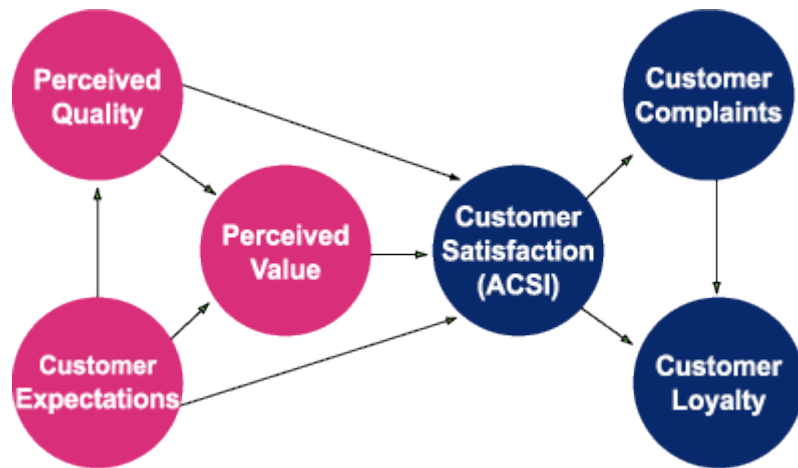 Perceived
Quality
Customer
Complaints
Perceived
Value
Customer
Satisfaction
(ACSI)
Customer
Expectations
Customer
Loyalty